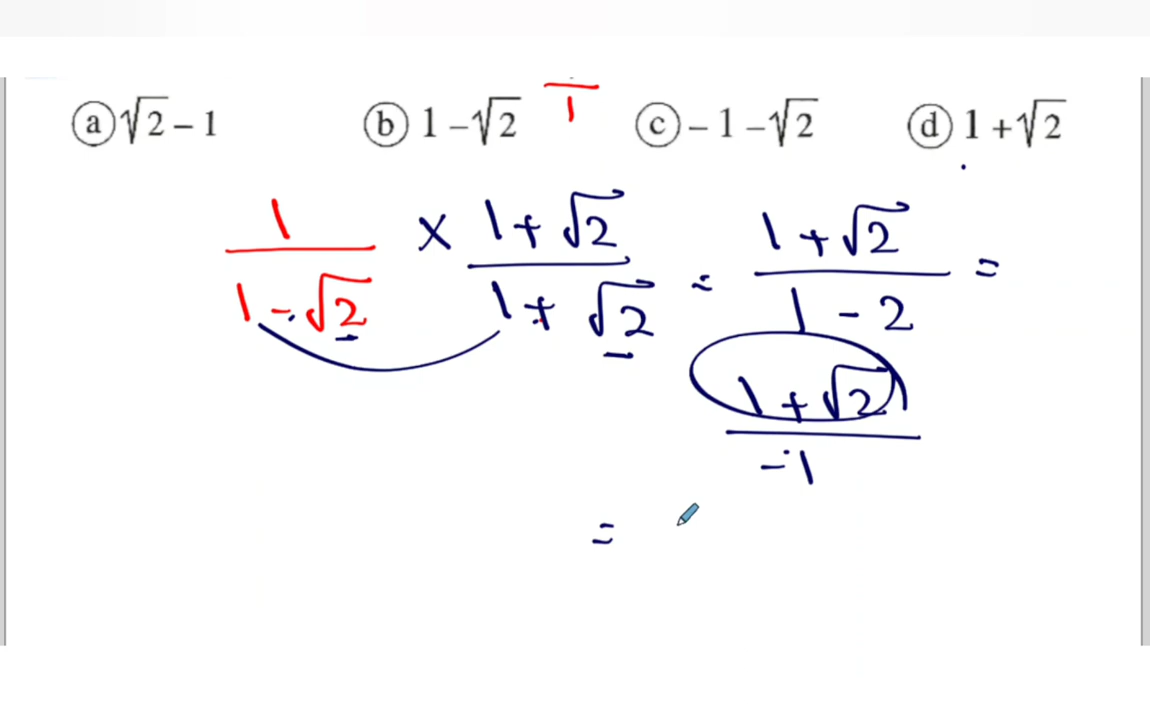 1
ⓐ √2 – 1 ⓑ 1 – √2 ⓒ – 1 – √2 ⓓ 1 + √2
1 / (1 - √2) × (1 + √2) / (1 + √2) = (1 + √2) / (1 - 2) =
(1 + √2) / -1
=